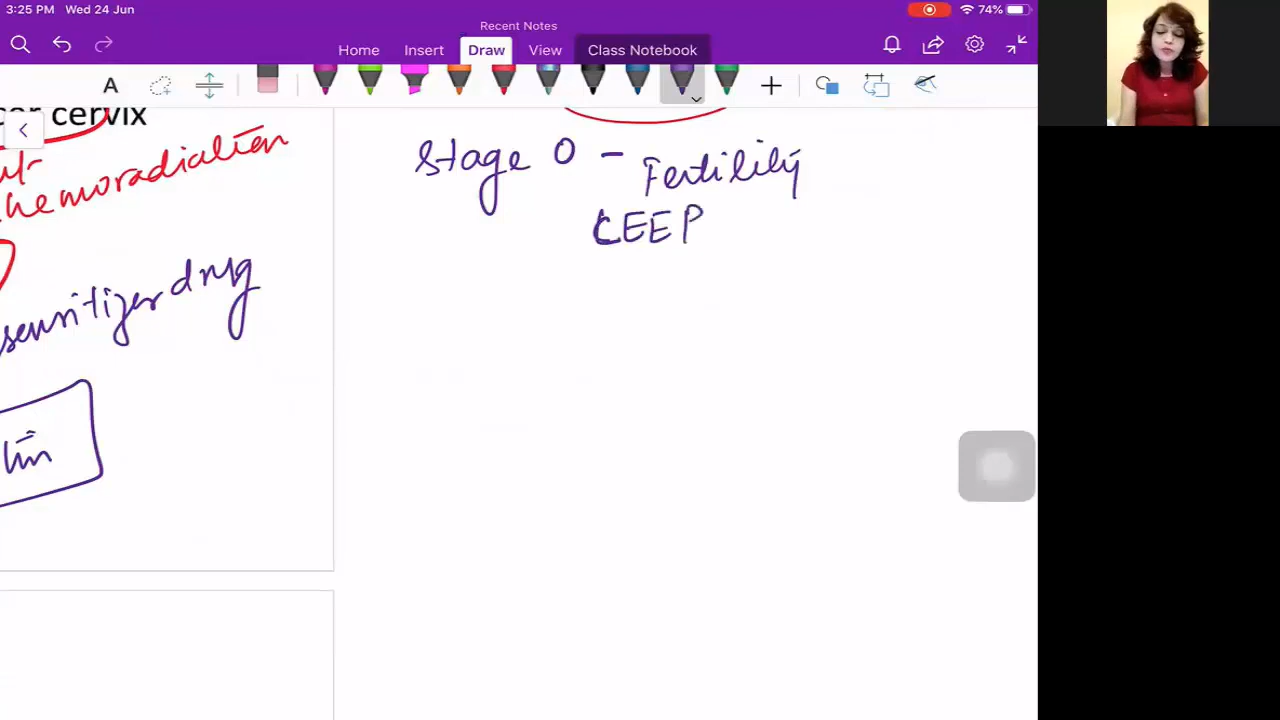 3:25 PM Wed 24 Jun
74%
Recent Notes
Home Insert Draw View Class Notebook
A
cervix
hemoradiation
sensitizer drug
Stage 0 - Fertility
LEEP